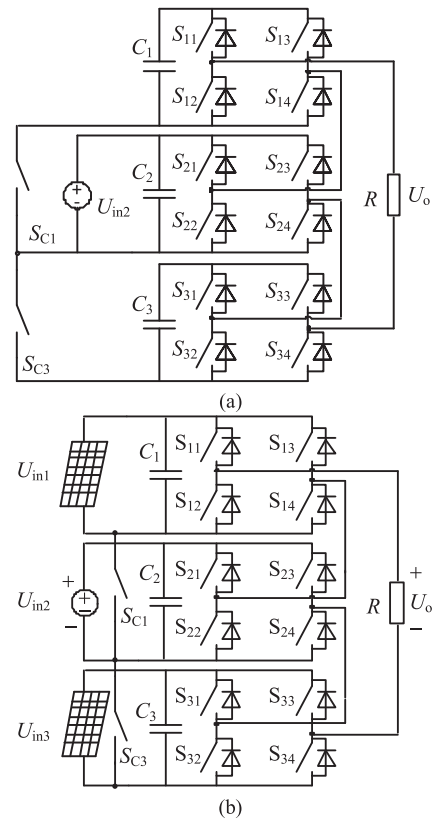 C1 S11 S13
S12 S14
C2 S21 S23
Uin2 S22 S24
SC1
R Uo
C3 S31 S33
SC3 S32 S34
(a)
Uin1 C1 S11 S13
S12 S14
+ + C2 S21 S23 +
Uin2 - SC1 S22 S24 R Uo
- -
Uin3 C3 S31 S33
SC3 S32 S34
(b)